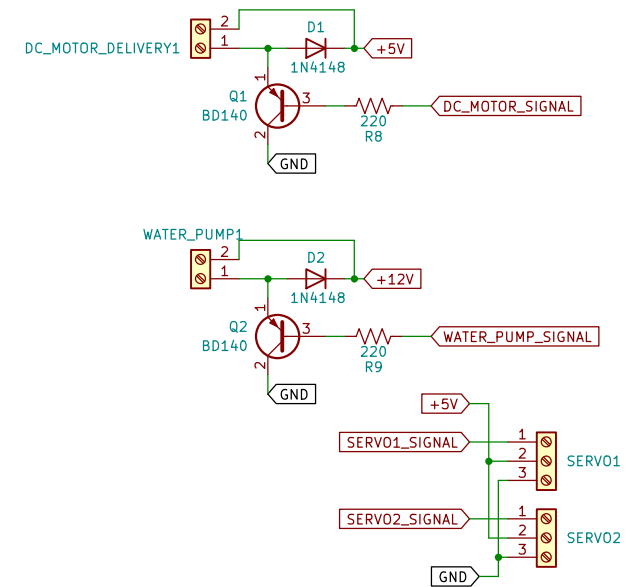 D1
2
DC_MOTOR_DELIVERY1 1 +5V
1N4148
1
Q1 3 DC_MOTOR_SIGNAL
BD140 220
2 R8
GND
WATER_PUMP1
2 D2
1 +12V
1N4148
1
Q2 3 WATER_PUMP_SIGNAL
BD140 220
2 R9
GND
+5V
SERVO1_SIGNAL 1
2 SERVO1
3
SERVO2_SIGNAL 1
2 SERVO2
3
GND